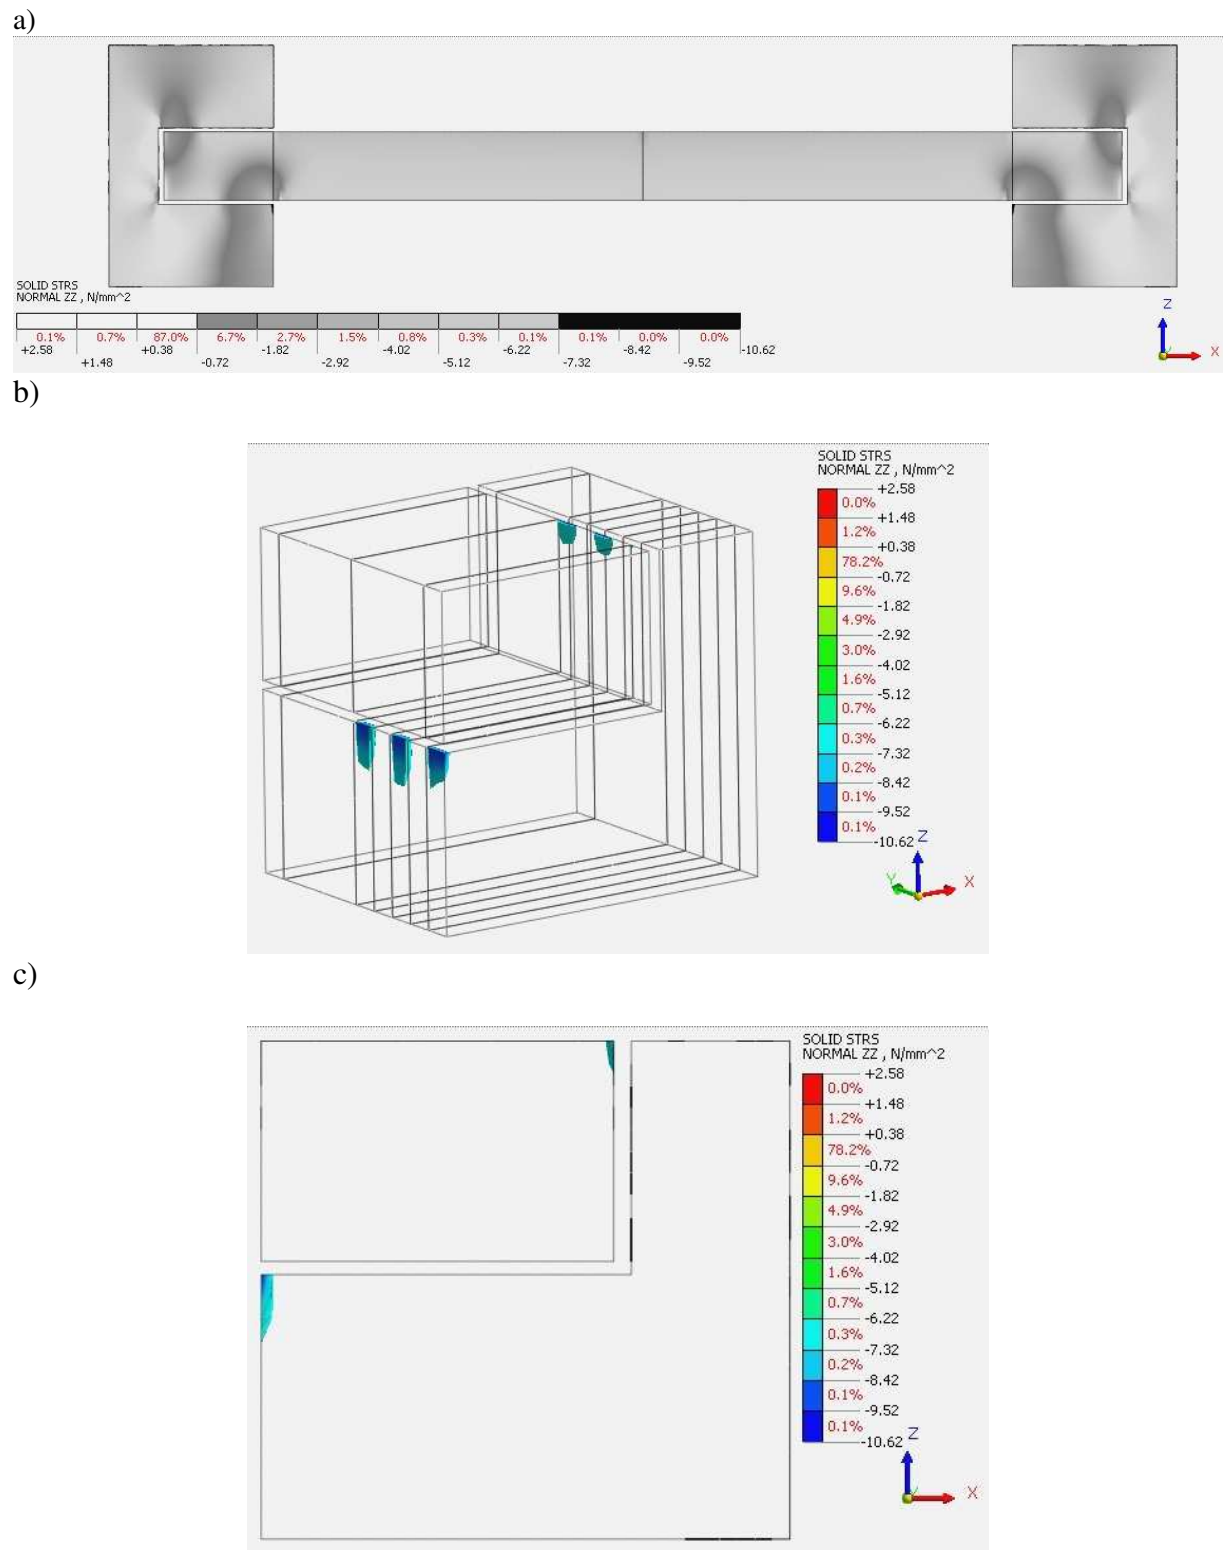 a)
SOLID STRS
NORMAL ZZ , N/mm^2
0.1% 0.7% 87.0% 6.7% 2.7% 1.5% 0.8% 0.3% 0.1% 0.1% 0.0% 0.0%
+2.58 +0.38 -1.82 -4.02 -6.22 -8.42 -10.62
+1.48 -0.72 -2.92 -5.12 -7.32 -9.52
Z
X
b)
SOLID STRS
NORMAL ZZ , N/mm^2
+2.58
0.0%
+1.48
1.2%
+0.38
78.2%
-0.72
9.6%
-1.82
4.9%
-2.92
3.0%
-4.02
1.6%
-5.12
0.7%
-6.22
0.3%
-7.32
0.2%
-8.42
0.1%
-9.52
0.1%
-10.62
Z
Y
X
c)
SOLID STRS
NORMAL ZZ , N/mm^2
+2.58
0.0%
+1.48
1.2%
+0.38
78.2%
-0.72
9.6%
-1.82
4.9%
-2.92
3.0%
-4.02
1.6%
-5.12
0.7%
-6.22
0.3%
-7.32
0.2%
-8.42
0.1%
-9.52
0.1%
-10.62
Z
X